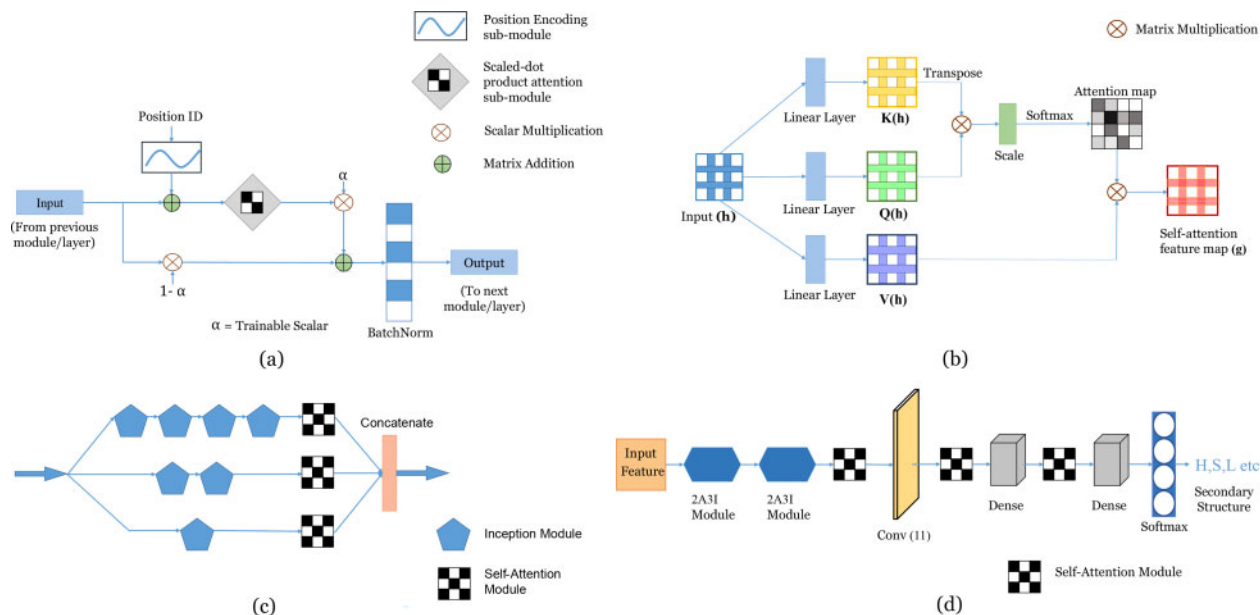 Position Encoding
sub-module
Scaled-dot
product attention
sub-module
Scalar Multiplication
Matrix Addition
Position ID
α
Input
(From previous
module/layer)
1- α
Output
(To next
module/layer)
α = Trainable Scalar
BatchNorm
(a)
Matrix Multiplication
Transpose
Attention map
Linear Layer
K(h)
Softmax
Scale
Input (h)
Linear Layer
Q(h)
Self-attention
feature map (g)
Linear Layer
V(h)
(b)
Concatenate
Inception Module
Self-Attention
Module
(c)
Input
Feature
2A3I
Module
2A3I
Module
Conv (11)
Dense
Dense
Softmax
H,S,L etc
Secondary
Structure
Self-Attention Module
(d)